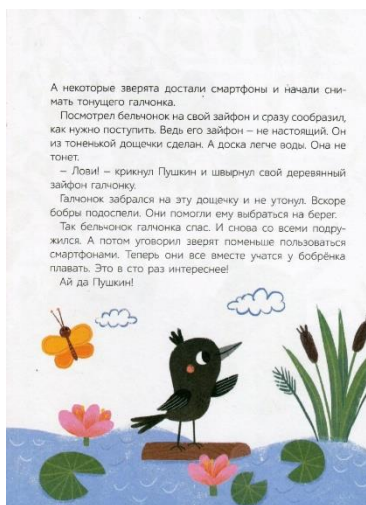 А некоторые зверята достали смартфоны и начали сни-
мать тонущего галчонка.
Посмотрел бельчонок на свой зайфон и сразу сообразил,
как нужно поступить. Ведь его зайфон – не настоящий. Он
из тоненькой дощечки сделан. А доска легче воды. Она не
тонет.
– Лови! – крикнул Пушкин и швырнул свой деревянный
зайфон галчонку.
Галчонок забрался на эту дощечку и не утонул. Вскоре
бобры подоспели. Они помогли ему выбраться на берег.
Так бельчонок галчонка спас. И снова со всеми подру-
жился. А потом уговорил зверят поменьше пользоваться
смартфонами. Теперь они все вместе учатся у бобрёнка
плавать. Это в сто раз интереснее!
Ай да Пушкин!